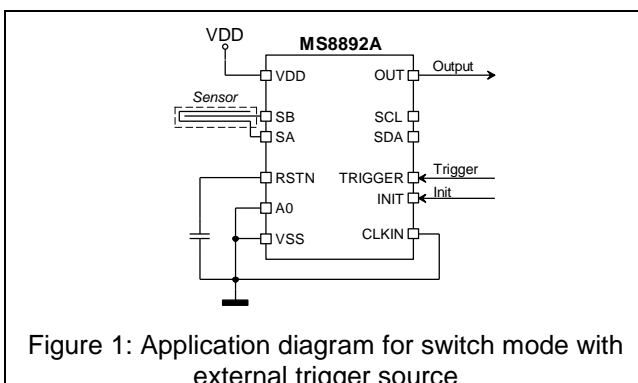 VDD
MS8892A
VDD
OUT
Output
Sensor
SB
SCL
SA
SDA
RSTN
TRIGGER
Trigger
INIT
Init
A0
VSS
CLKIN
Figure 1: Application diagram for switch mode with
external trigger source